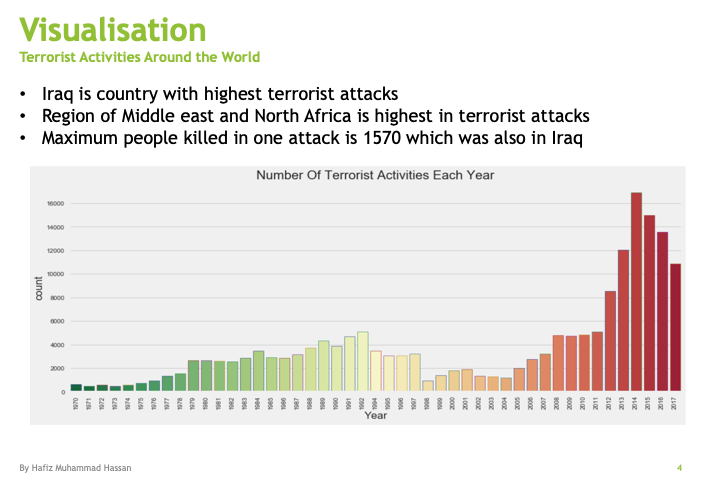 Visualisation
Terrorist Activities Around the World
• Iraq is country with highest terrorist attacks
• Region of Middle east and North Africa is highest in terrorist attacks
• Maximum people killed in one attack is 1570 which was also in Iraq
Number Of Terrorist Activities Each Year
16000
14000
12000
10000
8000
6000
4000
2000
0
count
1970 1971 1972 1973 1974 1975 1976 1977 1978 1979 1980 1981 1982 1983 1984 1985 1986 1987 1988 1989 1990 1991 1992 1994 1995 1996 1997 1998 1999 2000 2001 2002 2003 2004 2005 2006 2007 2008 2009 2010 2011 2012 2013 2014 2015 2016 2017
Year
By Hafiz Muhammad Hassan
4